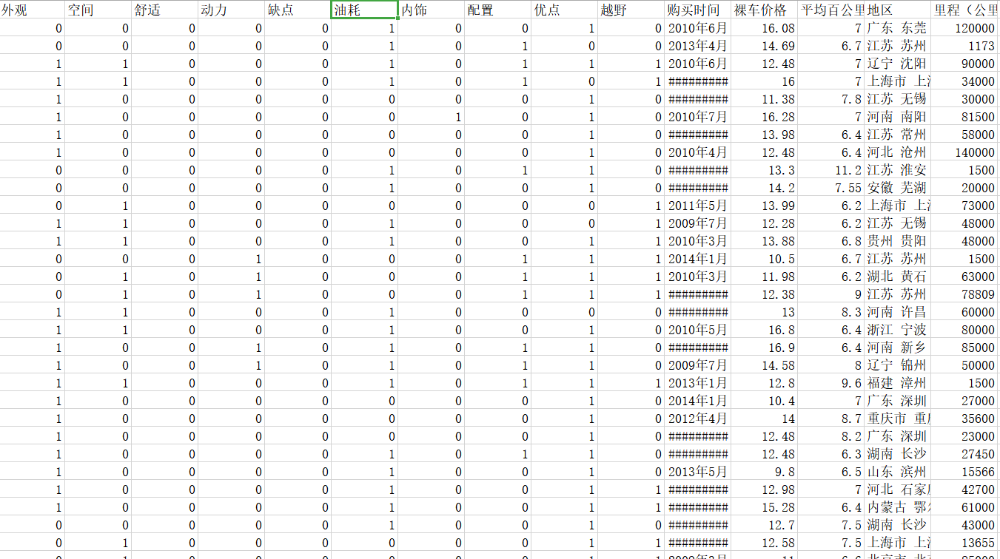 外观 空间 舒适 动力 缺点 油耗 内饰 配置 优点 越野 购买时间 裸车价格 平均百公里 地区 里程（公里
0 0 0 0 0 1 0 0 1 0 2010年6月 16.08 7 广东 东莞 120000
0 0 0 0 0 1 0 1 0 0 2013年4月 14.69 6.7 江苏 苏州 1173
1 1 0 0 0 1 0 1 1 1 2010年6月 12.48 7 辽宁 沈阳 90000
1 1 0 0 0 1 0 1 0 1 ######### 16 7 上海市 上 34000
1 0 0 0 0 0 0 0 1 0 ######### 11.38 7.8 江苏 无锡 30000
1 0 0 0 0 0 1 0 1 0 2010年7月 16.28 7 河南 南阳 81500
1 0 0 0 0 0 0 0 1 0 ######### 13.98 6.4 江苏 常州 58000
1 0 0 0 0 0 0 0 1 0 2010年4月 12.48 6.4 河北 沧州 140000
0 0 0 0 0 1 0 1 1 0 ######### 13.3 11.2 江苏 淮安 1500
0 0 0 0 0 1 0 0 1 0 ######### 14.2 7.55 安徽 芜湖 20000
0 1 0 0 0 0 0 0 0 1 2011年5月 13.99 6.2 上海市 上 73000
1 1 0 0 0 1 0 0 0 1 2009年7月 12.28 6.2 江苏 无锡 48000
1 1 0 0 0 1 0 0 1 1 2010年3月 13.88 6.8 贵州 贵阳 48000
0 0 0 1 0 0 0 1 1 1 2014年1月 10.5 6.7 江苏 苏州 1500
0 1 0 1 0 0 0 1 1 1 2010年3月 11.98 6.2 湖北 黄石 63000
0 1 0 1 0 0 0 1 1 1 ######### 12.38 9 江苏 苏州 78809
1 1 0 0 0 1 0 0 0 0 ######### 13 8.3 河南 许昌 60000
1 1 0 0 0 1 0 0 1 0 2010年5月 16.8 6.4 浙江 宁波 80000
1 0 0 1 0 1 0 1 1 0 ######### 16.9 6.4 河南 新乡 85000
1 0 0 1 0 1 0 1 1 0 2009年7月 14.58 8 辽宁 锦州 50000
1 1 0 0 0 1 0 1 1 1 2013年1月 12.8 9.6 福建 漳州 1500
1 0 0 0 0 1 0 0 1 0 2014年1月 10.4 7 广东 深圳 27000
1 0 0 0 0 1 0 0 1 0 2012年4月 14 8.7 重庆市 重 35600
1 0 0 0 0 0 0 0 1 0 ######### 12.48 8.2 广东 深圳 23000
1 0 0 0 0 1 0 1 1 0 ######### 12.48 6.3 湖南 长沙 27450
1 0 0 0 0 1 0 0 1 0 2013年5月 9.8 6.5 山东 滨州 15566
1 0 0 0 0 1 0 0 1 1 ######### 12.98 7 河北 石家 42700
1 0 0 0 0 1 0 0 1 1 ######### 15.28 6.4 内蒙古 鄂 61000
0 0 0 0 0 1 0 0 1 0 ######### 12.7 7.5 湖南 长沙 43000
0 1 0 0 0 0 0 0 1 1 ######### 12.58 7.5 上海市 上 13655